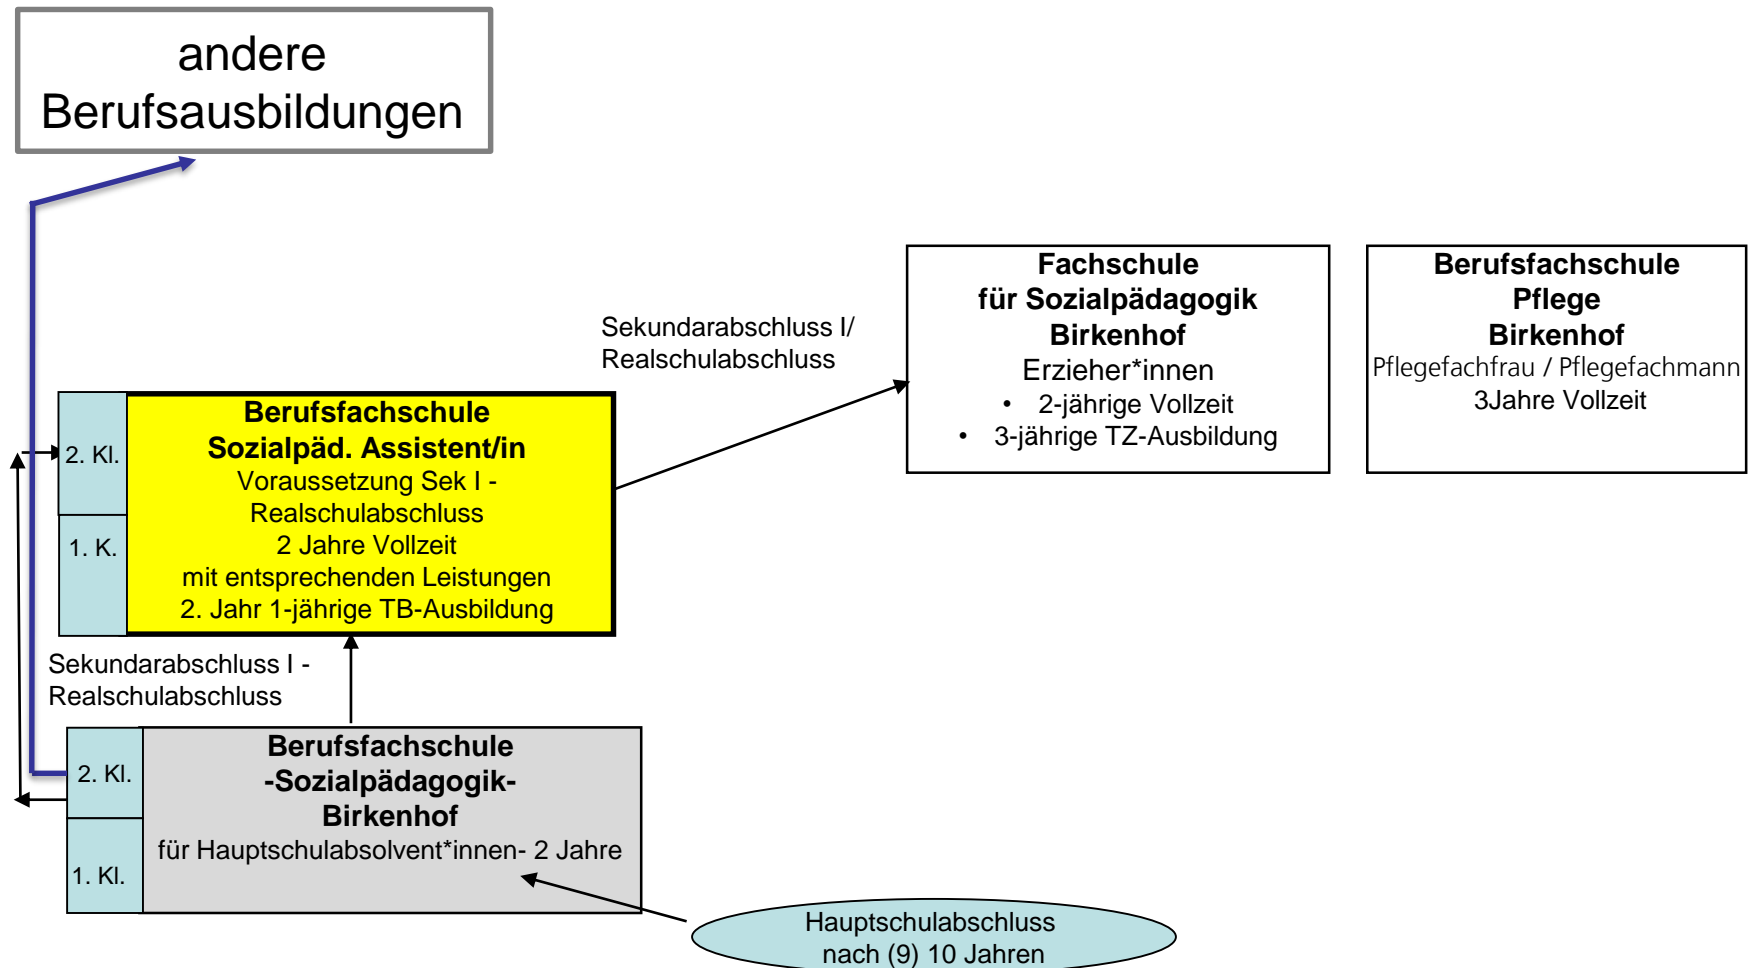 andere
Berufsausbildungen
Fachschule
für Sozialpädagogik
Birkenhof
Erzieher*innen
• 2-jährige Vollzeit
• 3-jährige TZ-Ausbildung
Berufsfachschule
Pflege
Birkenhof
Pflegefachfrau / Pflegefachmann
3Jahre Vollzeit
Sekundarabschluss I/
Realschulabschluss
2. Kl.
1. K.
Berufsfachschule
Sozialpäd. Assistent/in
Voraussetzung Sek I -
Realschulabschluss
2 Jahre Vollzeit
mit entsprechenden Leistungen
2. Jahr 1-jährige TB-Ausbildung
Sekundarabschluss I -
Realschulabschluss
2. Kl.
1. Kl.
Berufsfachschule
-Sozialpädagogik-
Birkenhof
für Hauptschulabsolvent*innen- 2 Jahre
Hauptschulabschluss
nach (9) 10 Jahren